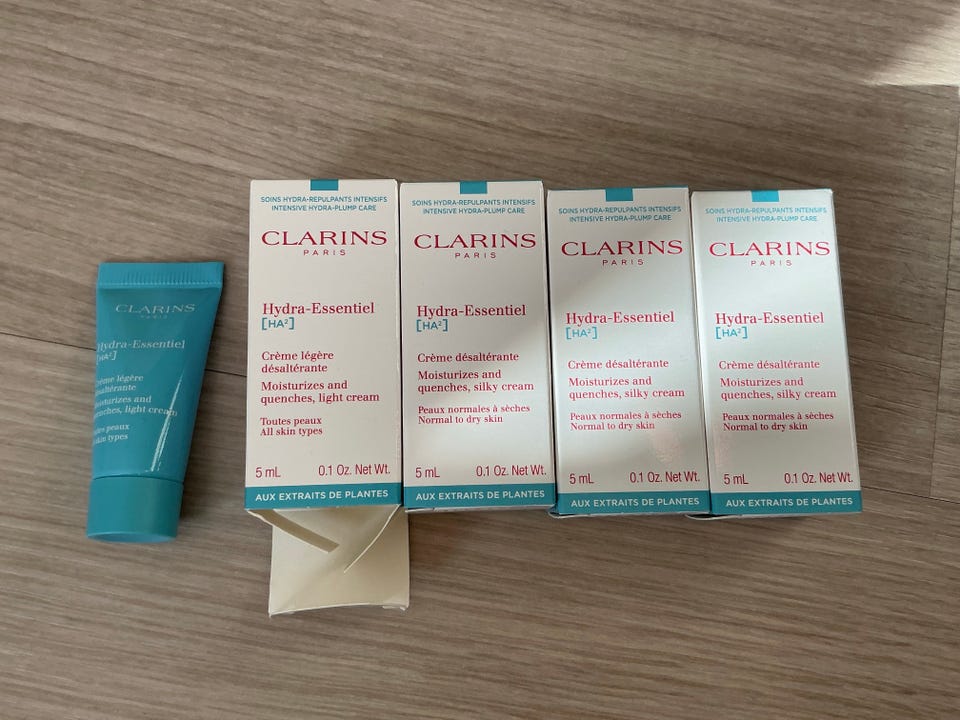 CLARINS
PARIS
Hydra-Essentiel
[HA²]
Crème légère
désaltérante
Moisturizes and
quenches, light cream
Toutes peaux
All skin types
SOINS HYDRA-REPULPANTS INTENSIFS
INTENSIVE HYDRA-PLUMP CARE
CLARINS
PARIS
Hydra-Essentiel
[HA²]
Crème légère
désaltérante
Moisturizes and
quenches, light cream
Toutes peaux
All skin types
5 mL 0.1 Oz. Net Wt.
AUX EXTRAITS DE PLANTES
SOINS HYDRA-REPULPANTS INTENSIFS
INTENSIVE HYDRA-PLUMP CARE
CLARINS
PARIS
Hydra-Essentiel
[HA²]
Crème désaltérante
Moisturizes and
quenches, silky cream
Peaux normales à sèches
Normal to dry skin
5 mL 0.1 Oz. Net Wt.
AUX EXTRAITS DE PLANTES
SOINS HYDRA-REPULPANTS INTENSIFS
INTENSIVE HYDRA-PLUMP CARE
CLARINS
PARIS
Hydra-Essentiel
[HA²]
Crème désaltérante
Moisturizes and
quenches, silky cream
Peaux normales à sèches
Normal to dry skin
5 mL 0.1 Oz. Net Wt.
AUX EXTRAITS DE PLANTES
SOINS HYDRA-REPULPANTS INTENSIFS
INTENSIVE HYDRA-PLUMP CARE
CLARINS
PARIS
Hydra-Essentiel
[HA²]
Crème désaltérante
Moisturizes and
quenches, silky cream
Peaux normales à sèches
Normal to dry skin
5 mL 0.1 Oz. Net Wt.
AUX EXTRAITS DE PLANTES